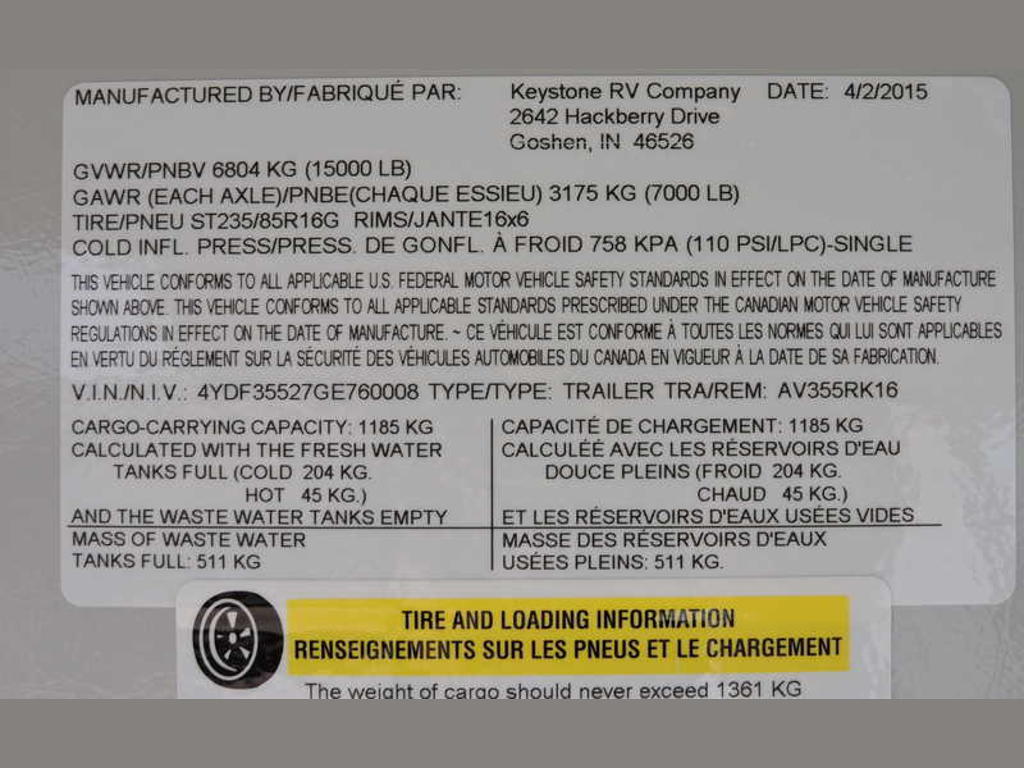 MANUFACTURED BY/FABRIQUÉ PAR: Keystone RV Company DATE: 4/2/2015
2642 Hackberry Drive
Goshen, IN 46526
GVWR/PNBV 6804 KG (15000 LB)
GAWR (EACH AXLE)/PNBE(CHAQUE ESSIEU) 3175 KG (7000 LB)
TIRE/PNEU ST235/85R16G RIMS/JANTE16x6
COLD INFL. PRESS/PRESS. DE GONFL. À FROID 758 KPA (110 PSI/LPC)-SINGLE
THIS VEHICLE CONFORMS TO ALL APPLICABLE U.S. FEDERAL MOTOR VEHICLE SAFETY STANDARDS IN EFFECT ON THE DATE OF MANUFACTURE
SHOWN ABOVE. THIS VEHICLE CONFORMS TO ALL APPLICABLE STANDARDS PRESCRIBED UNDER THE CANADIAN MOTOR VEHICLE SAFETY
REGULATIONS IN EFFECT ON THE DATE OF MANUFACTURE. ~ CE VÉHICULE EST CONFORME À TOUTES LES NORMES QUI LUI SONT APPLICABLES
EN VERTU DU RÉGLEMENT SUR LA SÉCURITÉ DES VÉHICULES AUTOMOBILES DU CANADA EN VIGUEUR À LA DATE DE SA FABRICATION.
V.I.N./N.I.V.: 4YDF35527GE760008 TYPE/TYPE: TRAILER TRA/REM: AV355RK16
CARGO-CARRYING CAPACITY: 1185 KG
CALCULATED WITH THE FRESH WATER
TANKS FULL (COLD 204 KG.
HOT 45 KG.)
AND THE WASTE WATER TANKS EMPTY
MASS OF WASTE WATER
TANKS FULL: 511 KG
CAPACITÉ DE CHARGEMENT: 1185 KG
CALCULÉÉ AVEC LES RÉSERVOIRS D'EAU
DOUCE PLEINS (FROID 204 KG.
CHAUD 45 KG.)
ET LES RÉSERVOIRS D'EAUX USÉES VIDES
MASSE DES RÉSERVOIRS D'EAUX
USÉES PLEINS: 511 KG.
TIRE AND LOADING INFORMATION
RENSEIGNEMENTS SUR LES PNEUS ET LE CHARGEMENT
The weight of cargo should never exceed 1361 KG